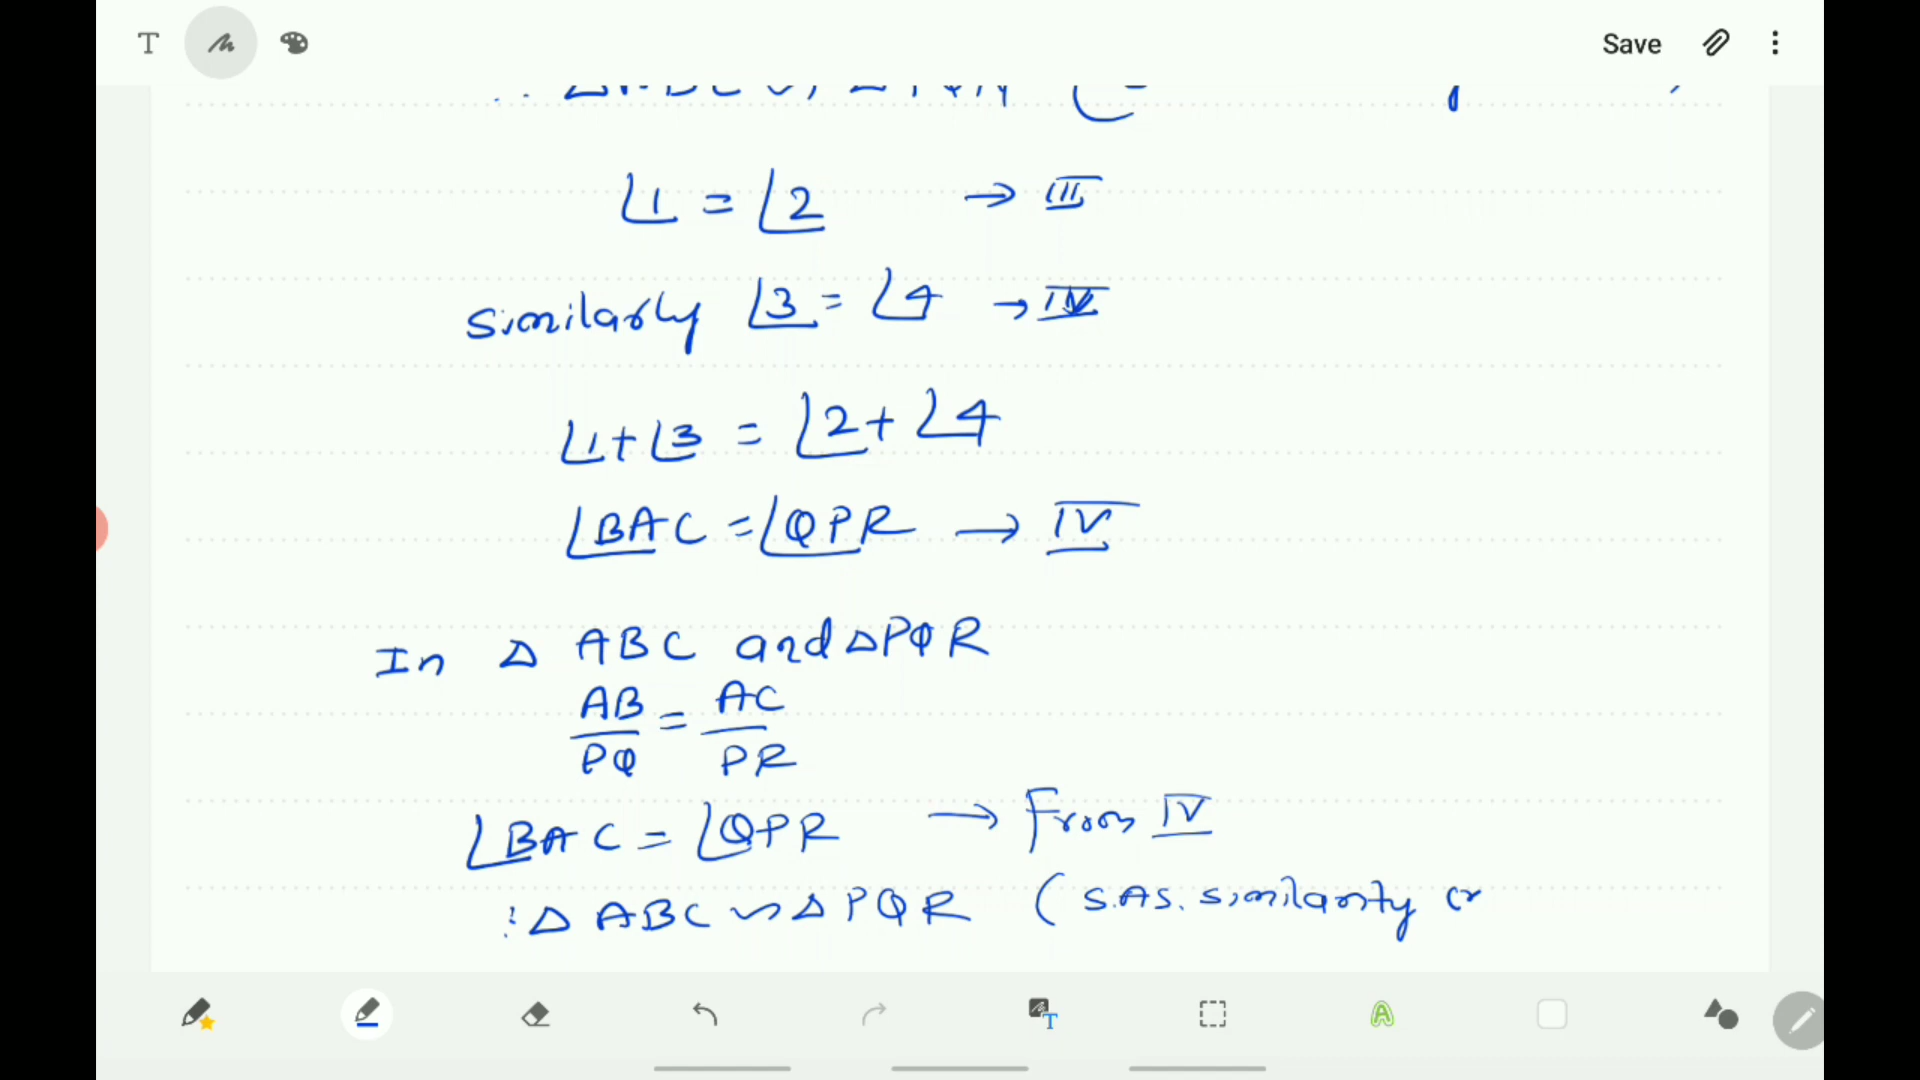 T Save
∠1 = ∠2 → III
Similarly ∠3 = ∠4 → IV
∠1+∠3 = ∠2+∠4
∠BAC = ∠QPR → IV
In △ ABC and △PQR
AB/PQ = AC/PR
∠BAC = ∠QPR → From IV
∴ △ ABC ~ △ PQR ( S.A.S. similarity cr